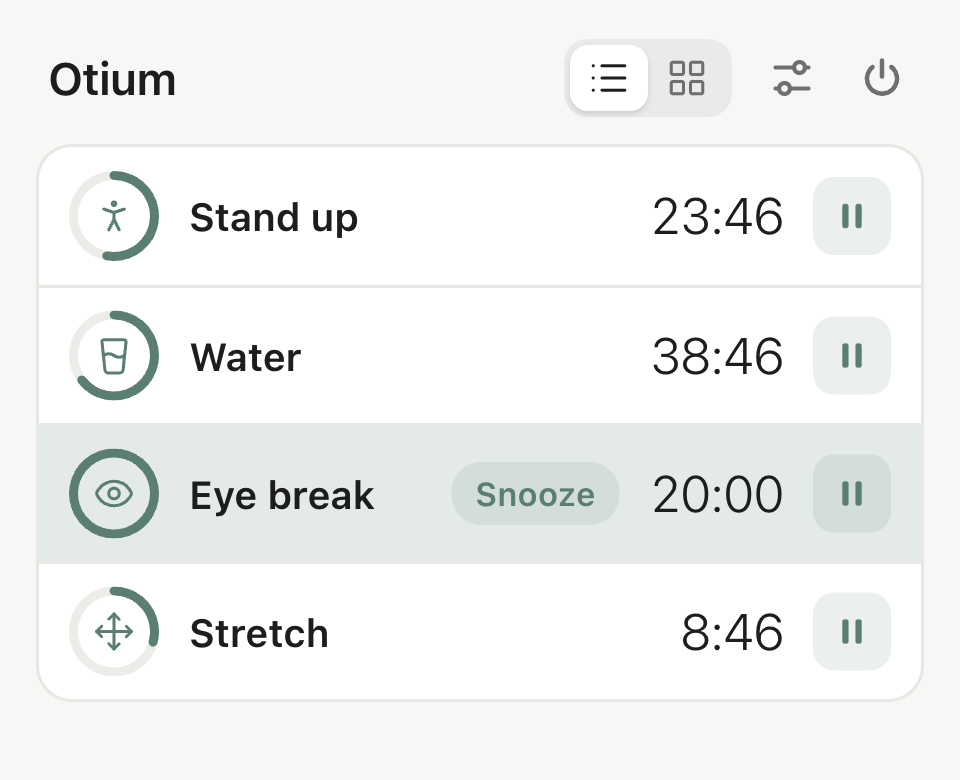 Otium
Stand up 23:46
Water 38:46
Eye break Snooze 20:00
Stretch 8:46